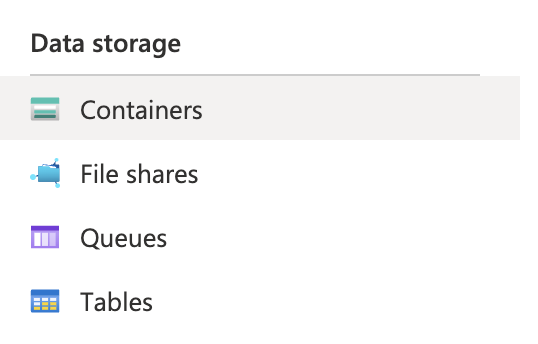 Data storage
Containers
File shares
Queues
Tables